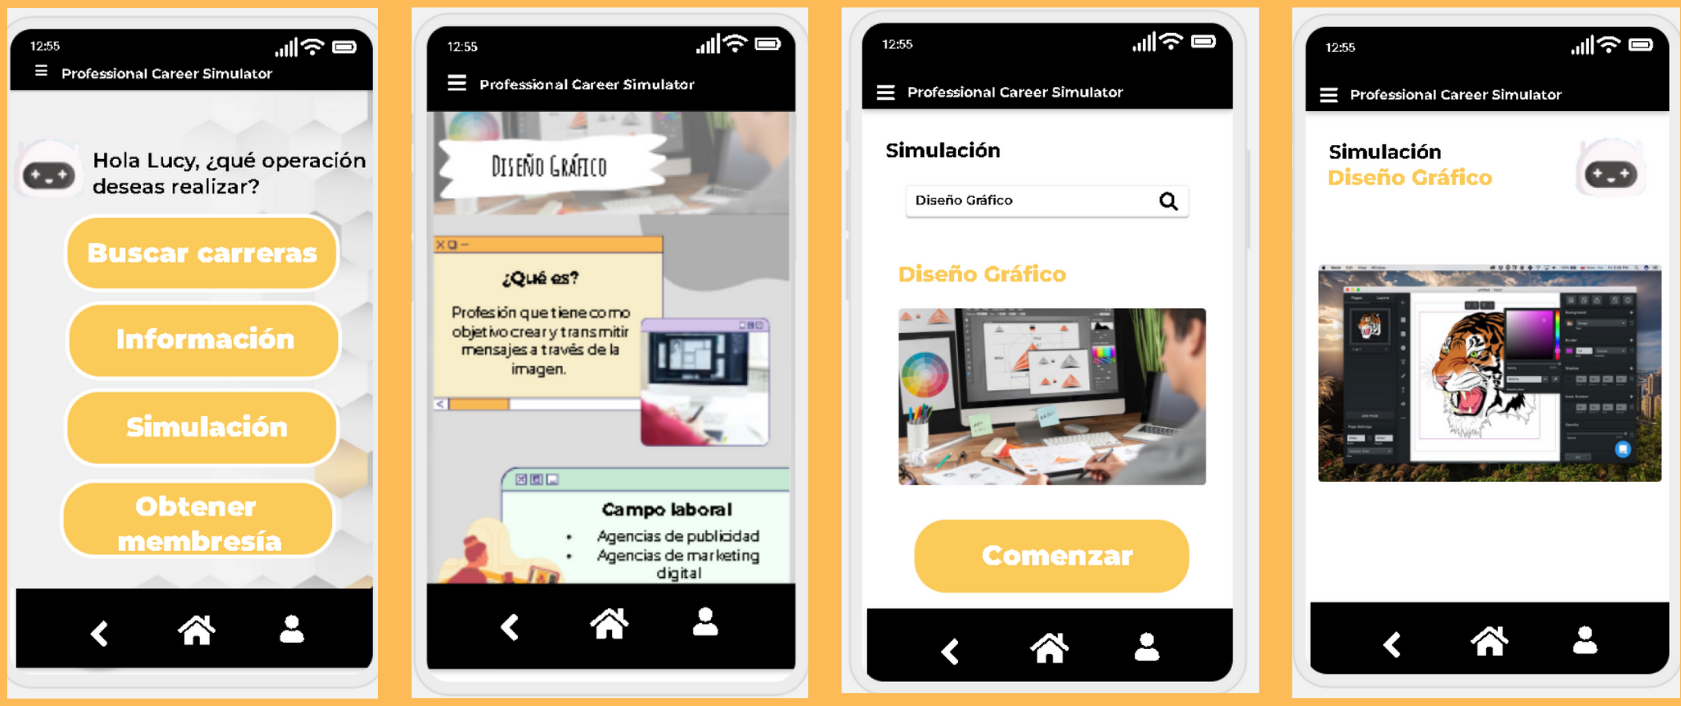 12:55
Professional Career Simulator
Hola Lucy, ¿qué operación
deseas realizar?
Buscar carreras
Información
Simulación
Obtener
membresía
12:55
Professional Career Simulator
DISEÑO GRÁFICO
¿Qué es?
Profesión que tiene como
objetivo crear y transmitir
mensajes a través de la
imagen.
Campo laboral
• Agencias de publicidad
• Agencias de marketing
digital
12:55
Professional Career Simulator
Simulación
Diseño Gráfico
Diseño Gráfico
Comenzar
12:55
Professional Career Simulator
Simulación
Diseño Gráfico